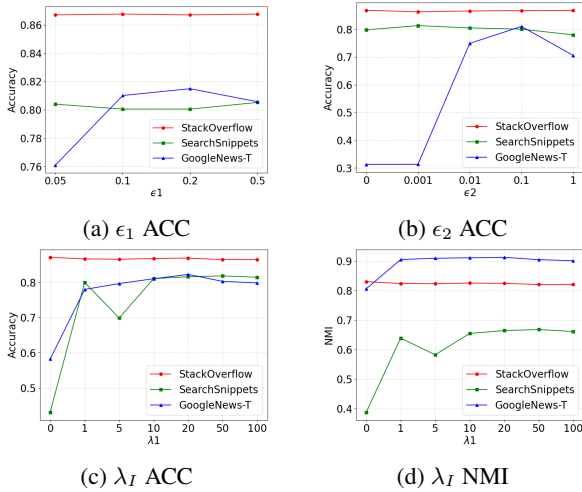 0.86
0.84
0.82
0.80
0.78
0.76
Accuracy
StackOverflow
SearchSnippets
GoogleNews-T
0.05 0.1 0.2 0.5
ϵ1
(a) ϵ₁ ACC
0.8
0.7
0.6
0.5
0.4
0.3
Accuracy
StackOverflow
SearchSnippets
GoogleNews-T
0 0.001 0.01 0.1 1
ϵ2
(b) ϵ₂ ACC
0.8
0.7
0.6
0.5
Accuracy
StackOverflow
SearchSnippets
GoogleNews-T
0 1 5 10 20 50 100
λ1
(c) λ_I ACC
0.9
0.8
0.7
0.6
0.5
0.4
NMI
StackOverflow
SearchSnippets
GoogleNews-T
0 1 5 10 20 50 100
λ1
(d) λ_I NMI